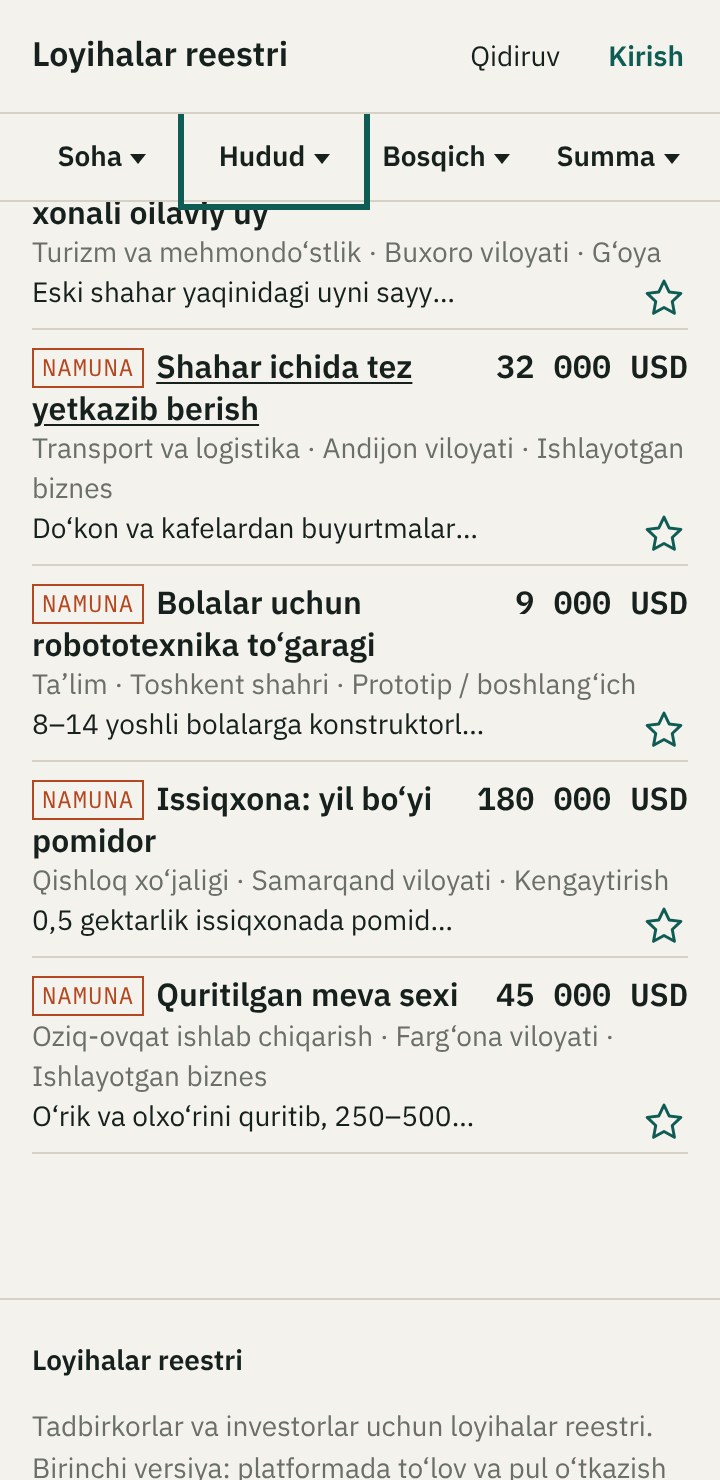 Loyihalar reestri Qidiruv Kirish
Soha Hudud Bosqich Summa
xonali oilaviy uy
Turizm va mehmondo‘stlik · Buxoro viloyati · G‘oya
Eski shahar yaqinidagi uyni sayy...
NAMUNA Shahar ichida tez 32 000 USD
yetkazib berish
Transport va logistika · Andijon viloyati · Ishlayotgan
biznes
Do‘kon va kafelardan buyurtmalar...
NAMUNA Bolalar uchun 9 000 USD
robototexnika to‘garagi
Ta’lim · Toshkent shahri · Prototip / boshlang‘ich
8–14 yoshli bolalarga konstruktorl...
NAMUNA Issiqxona: yil bo‘yi 180 000 USD
pomidor
Qishloq xo‘jaligi · Samarqand viloyati · Kengaytirish
0,5 gektarlik issiqxonada pomid...
NAMUNA Quritilgan meva sexi 45 000 USD
Oziq-ovqat ishlab chiqarish · Farg‘ona viloyati ·
Ishlayotgan biznes
O‘rik va olxo‘rini quritib, 250–500...
Loyihalar reestri
Tadbirkorlar va investorlar uchun loyihalar reestri.
Birinchi versiya: platformada to‘lov va pul o‘tkazish